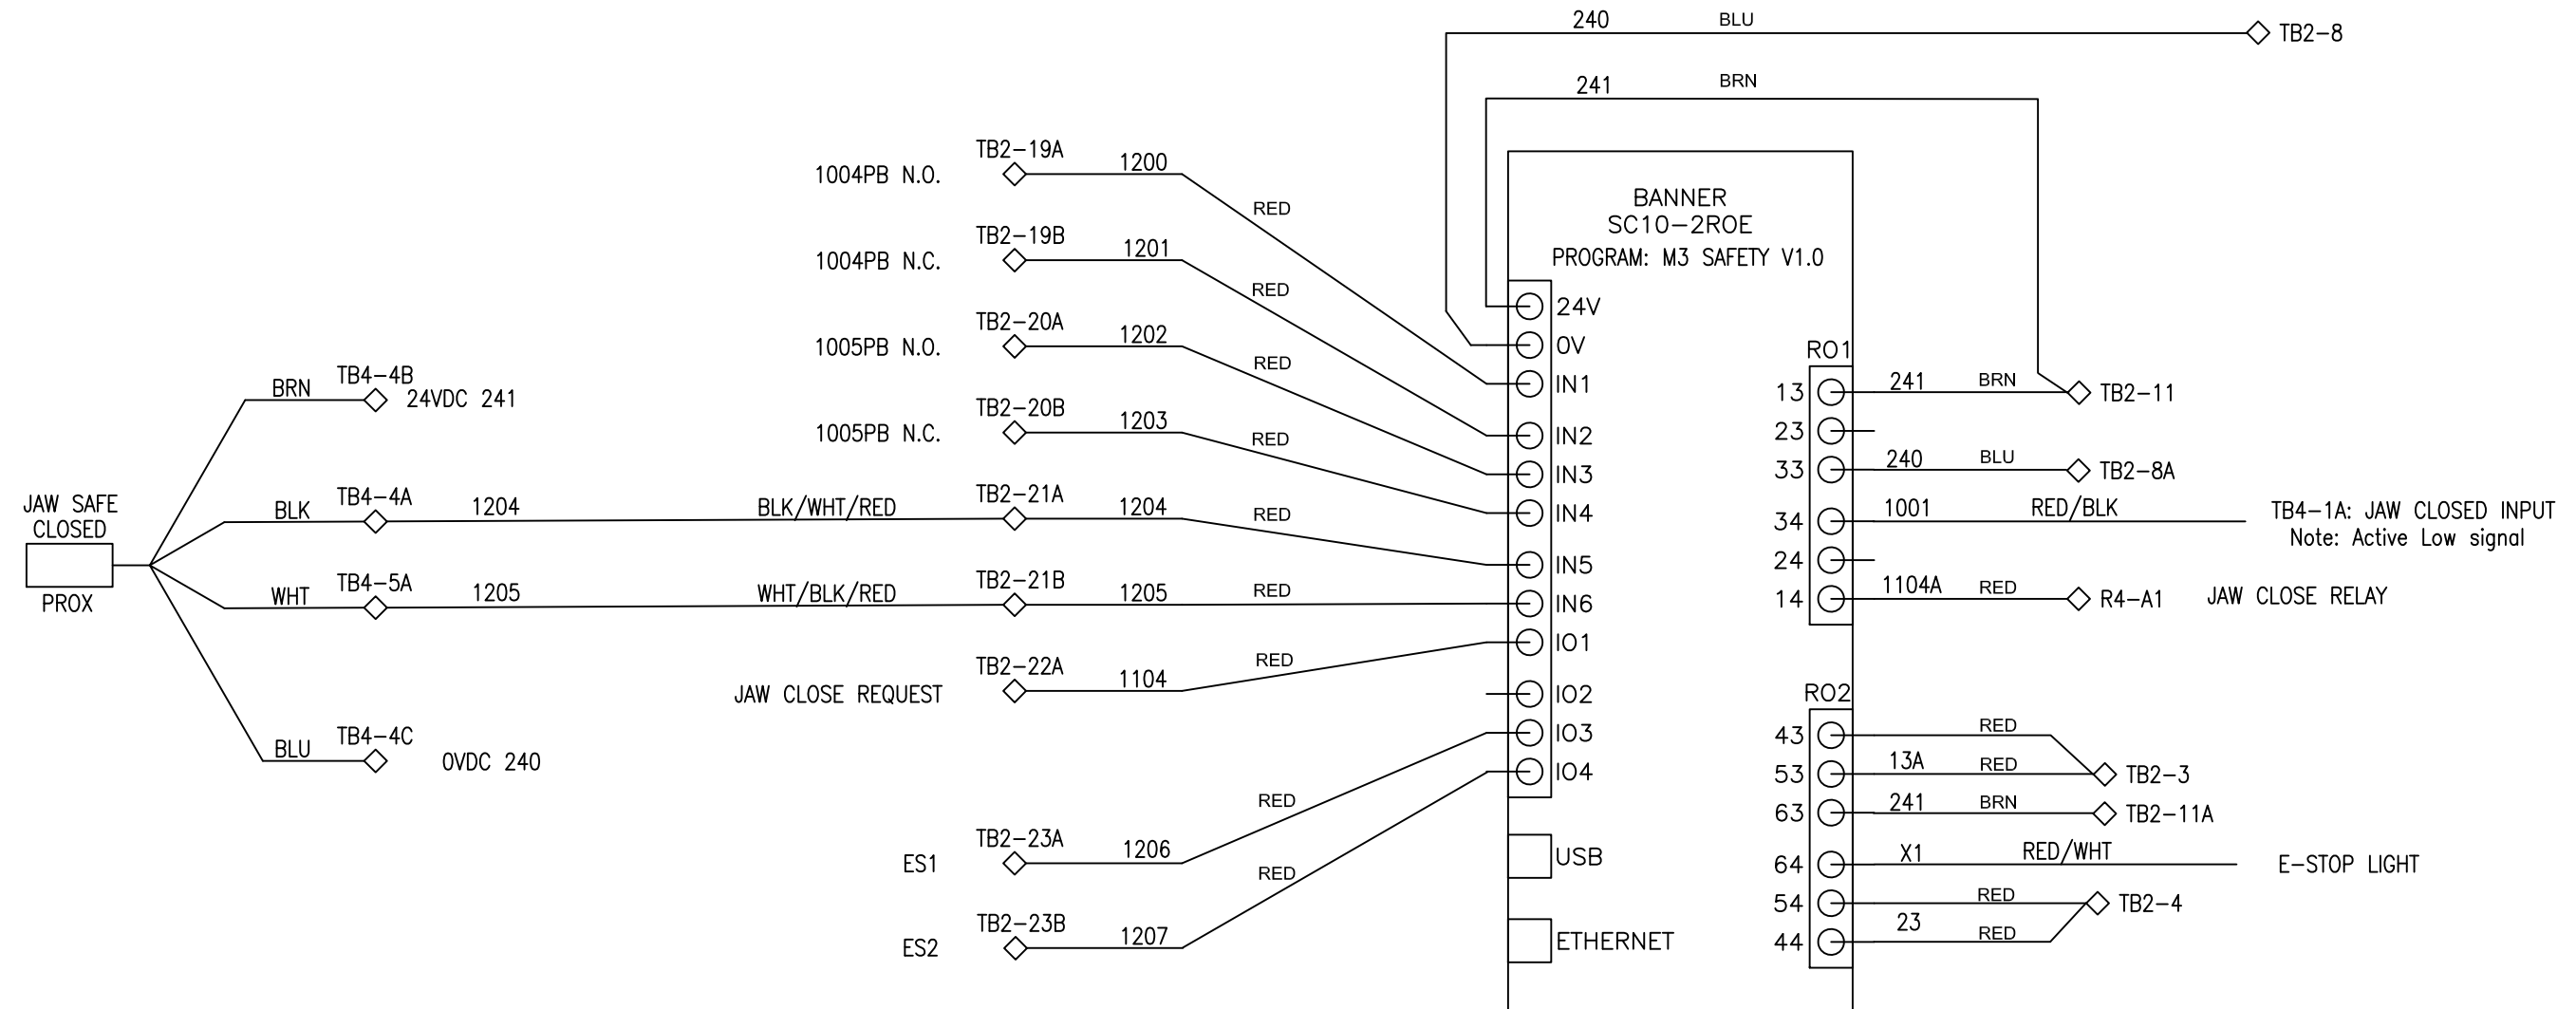 240 BLU TB2-8
241 BRN
BANNER
SC10-2ROE
PROGRAM: M3 SAFETY V1.0
1004PB N.O. TB2-19A 1200 RED
1004PB N.C. TB2-19B 1201 RED
1005PB N.O. TB2-20A 1202 RED
1005PB N.C. TB2-20B 1203 RED
JAW SAFE
CLOSED
PROX
BRN TB4-4B 24VDC 241
BLK TB4-4A 1204 BLK/WHT/RED TB2-21A 1204 RED
WHT TB4-5A 1205 WHT/BLK/RED TB2-21B 1205 RED
BLU TB4-4C 0VDC 240
JAW CLOSE REQUEST TB2-22A 1104 RED
ES1 TB2-23A 1206 RED
ES2 TB2-23B 1207 RED
24V
0V
IN1
IN2
IN3
IN4
IN5
IN6
IO1
IO2
IO3
IO4
USB
ETHERNET
RO1
13 241 BRN TB2-11
23
33 240 BLU TB2-8A
34 1001 RED/BLK TB4-1A: JAW CLOSED INPUT
Note: Active Low signal
24
14 1104A RED R4-A1 JAW CLOSE RELAY
RO2
43 RED
53 13A RED TB2-3
63 241 BRN TB2-11A
64 X1 RED/WHT E-STOP LIGHT
54 RED TB2-4
44 23 RED